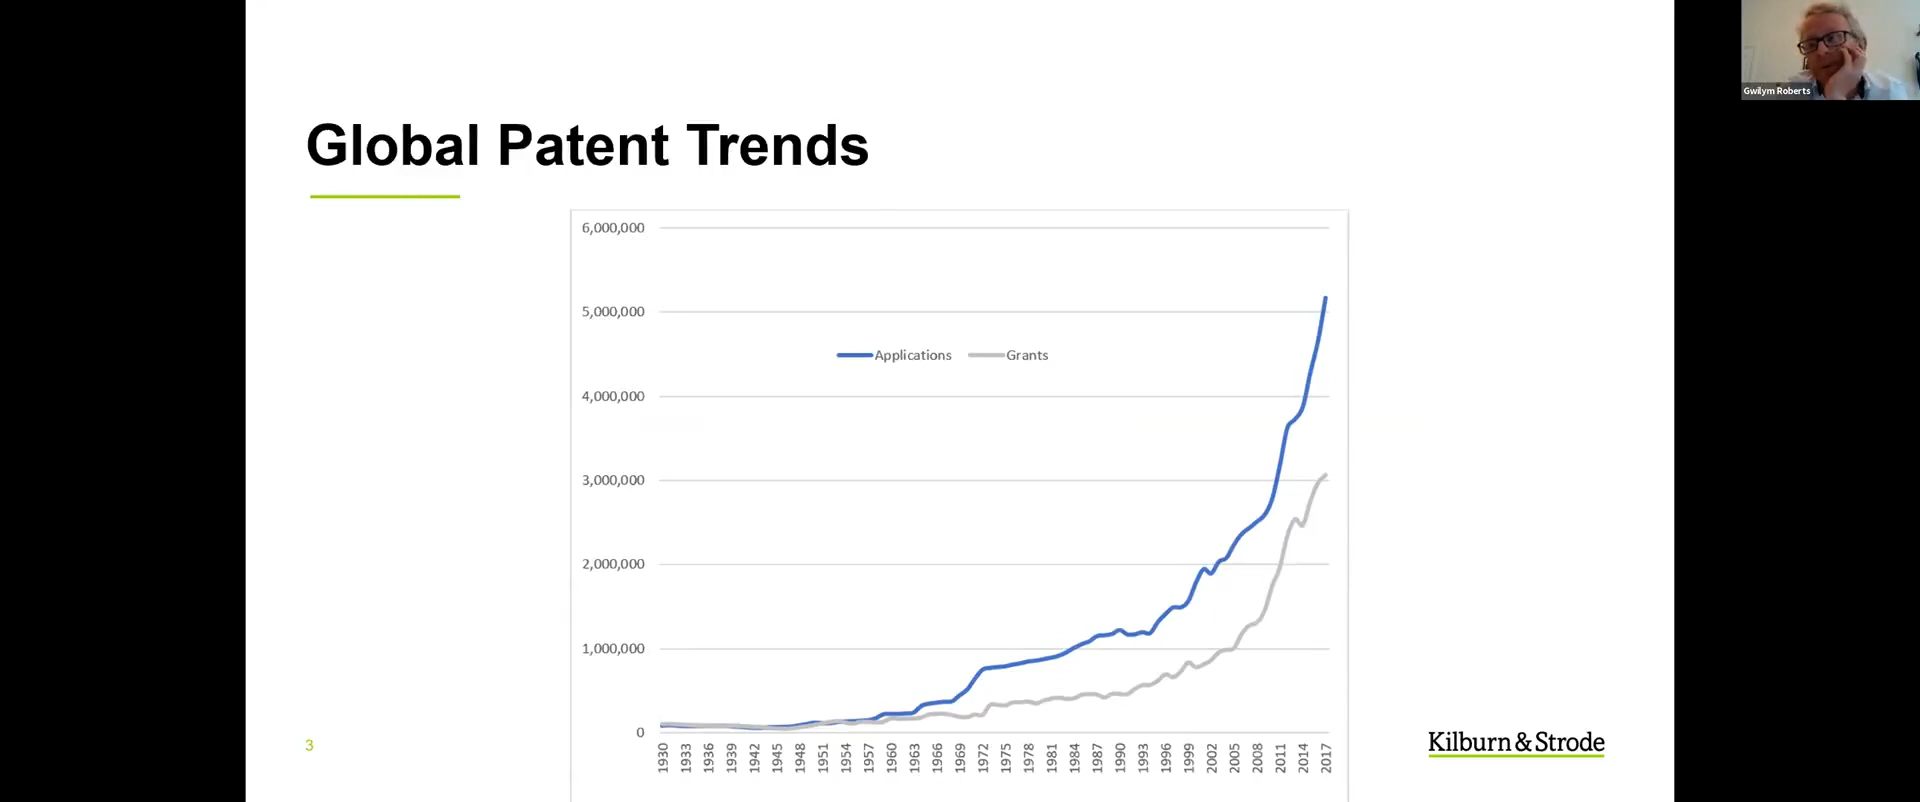 Gwilym Roberts
Global Patent Trends
6,000,000
5,000,000
Applications Grants
4,000,000
3,000,000
2,000,000
1,000,000
0
1930 1933 1936 1939 1942 1945 1948 1951 1954 1957 1960 1963 1966 1969 1972 1975 1978 1981 1984 1987 1990 1993 1996 1999 2002 2005 2008 2011 2014 2017
3
Kilburn & Strode